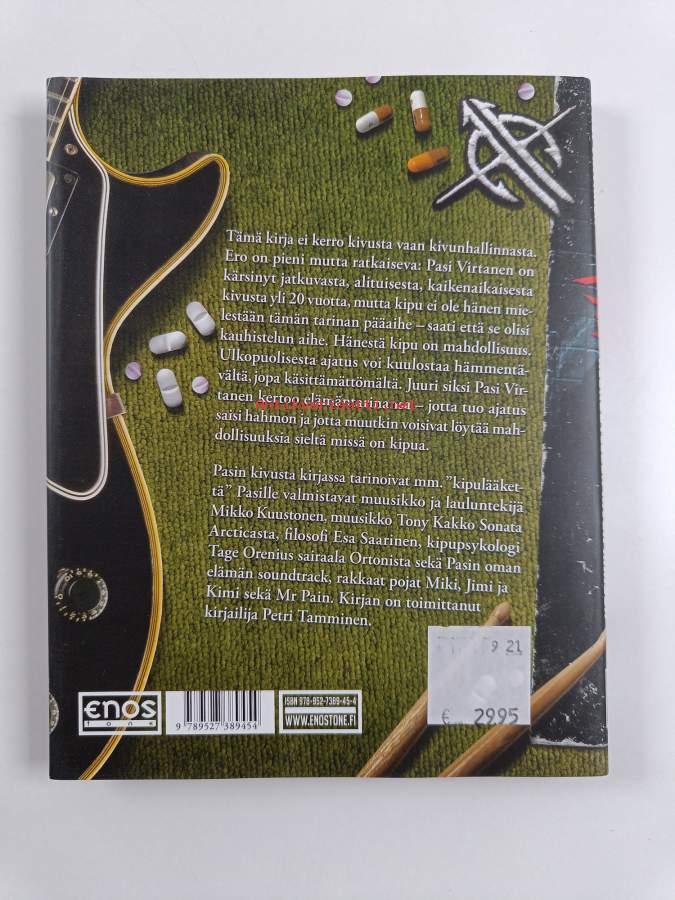 Tämä kirja ei kerro kivusta vaan kivunhallinnasta.
Ero on pieni mutta ratkaiseva: Pasi Virtanen on
kärsinyt jatkuvasta, alituisesta, kaikenaikaisesta
kivusta yli 20 vuotta, mutta kipu ei ole hänen mie-
lestään tämän tarinan pääaihe – saati että se olisi
kauhistelun aihe. Hänestä kipu on mahdollisuus.
Ulkopuolisesta ajatus voi kuulostaa hämmentä-
vältä, jopa käsittämättömältä. Juuri siksi Pasi Vir-
tanen kertoo elämäntarinansa – jotta tuo ajatus
saisi hahmon ja jotta muutkin voisivat löytää mah-
dollisuuksia sieltä missä on kipua.
Pasin kivusta kirjassa tarinoivat mm. ”kipulääket-
tä” Pasille valmistavat muusikko ja lauluntekijä
Mikko Kuustonen, muusikko Tony Kakko Sonata
Arcticasta, filosofi Esa Saarinen, kipupsykologi
Tage Orenius sairaala Ortonista sekä Pasin oman
elämän soundtrack, rakkaat pojat Miki, Jimi ja
Kimi sekä Mr Pain. Kirjan on toimittanut
kirjailija Petri Tamminen.
9 21
€ 2995
enos
tone
9 789527 389454
ISBN 978-952-7389-45-4
WWW.ENOSTONE.FI